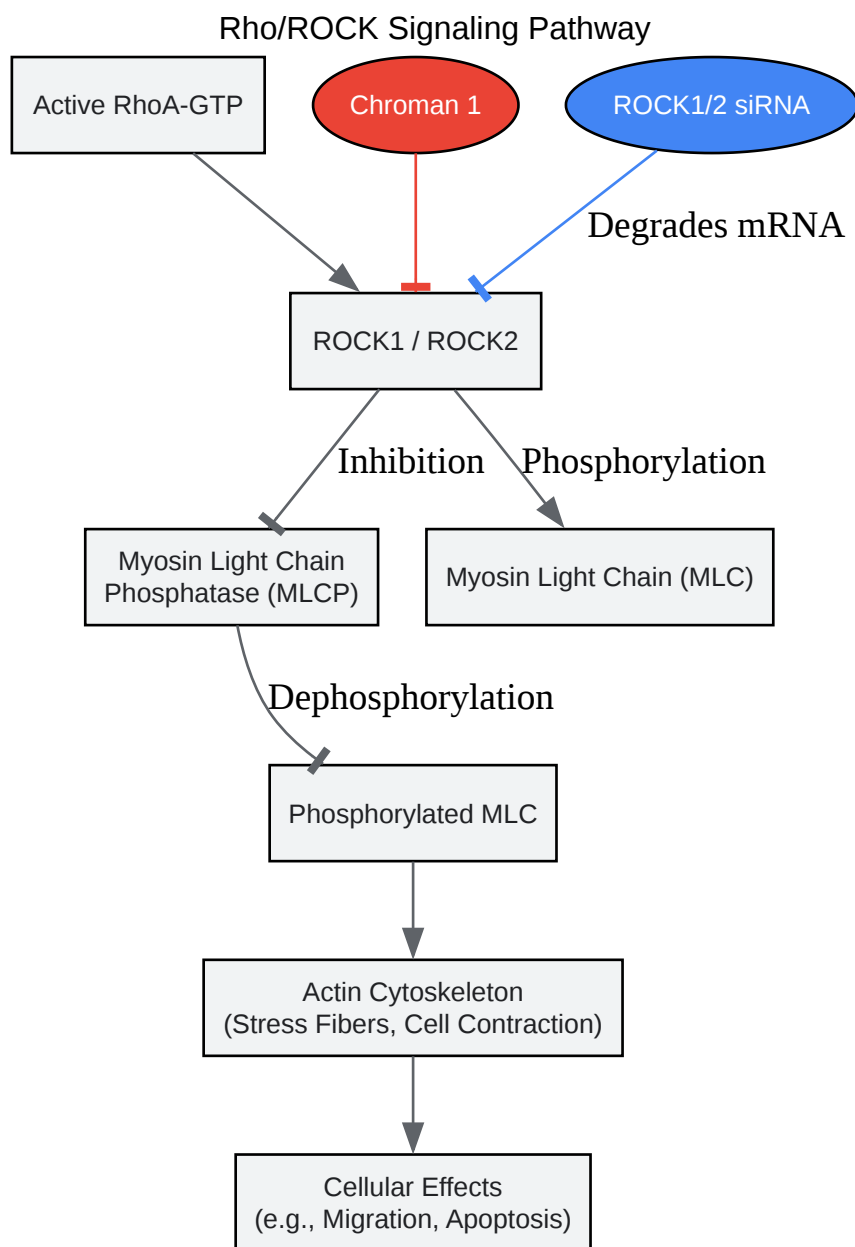 Rho/ROCK Signaling Pathway
Active RhoA-GTP
Chroman 1
ROCK1/2 siRNA
Degrades mRNA
ROCK1 / ROCK2
Inhibition
Phosphorylation
Myosin Light Chain
Phosphatase (MLCP)
Myosin Light Chain (MLC)
Dephosphorylation
Phosphorylated MLC
Actin Cytoskeleton
(Stress Fibers, Cell Contraction)
Cellular Effects
(e.g., Migration, Apoptosis)